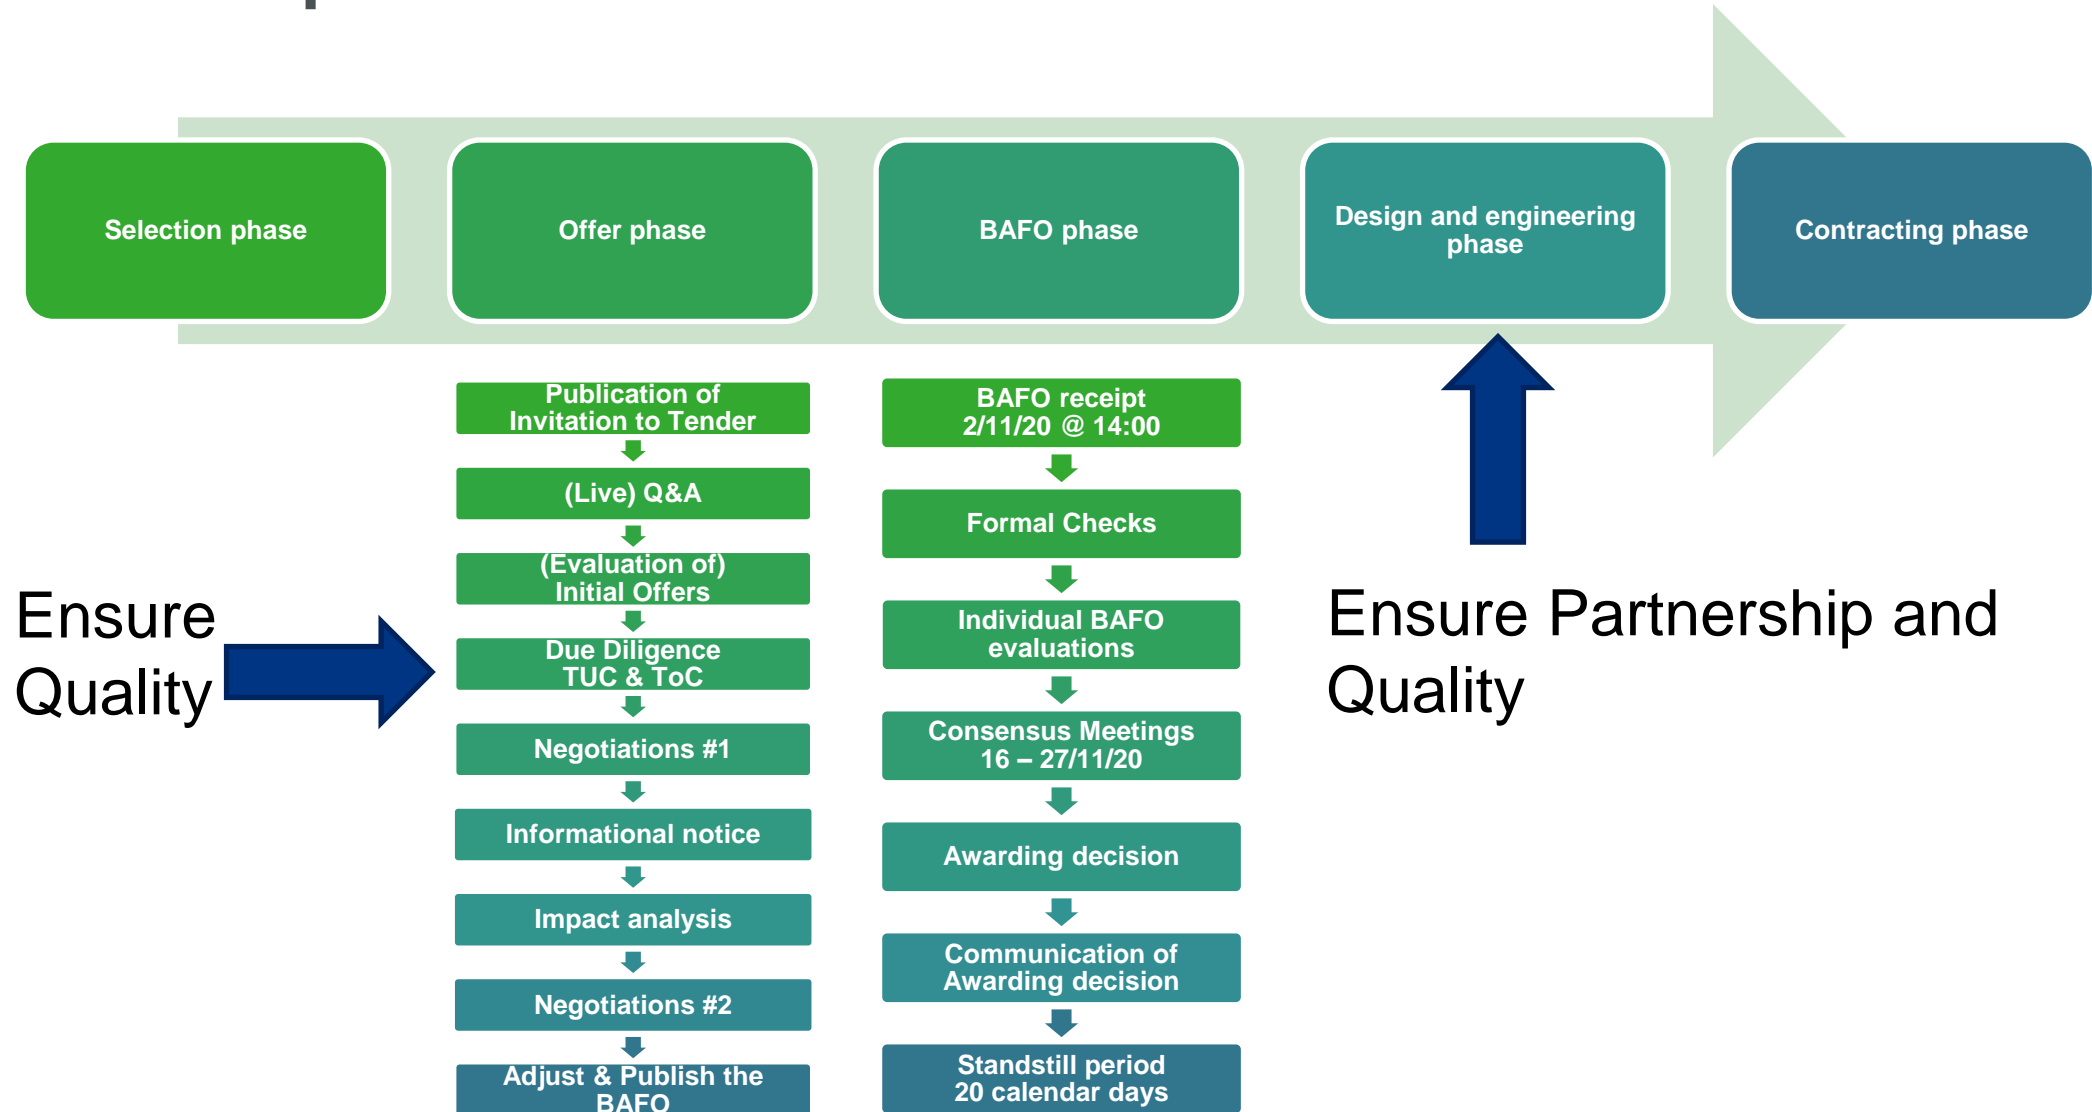 Selection phase
Offer phase
BAFO phase
Design and engineering
phase
Contracting phase
Publication of
Invitation to Tender
(Live) Q&A
(Evaluation of)
Initial Offers
Due Diligence
TUC & ToC
Negotiations #1
Informational notice
Impact analysis
Negotiations #2
Adjust & Publish the
BAFO
BAFO receipt
2/11/20 @ 14:00
Formal Checks
Individual BAFO
evaluations
Consensus Meetings
16 – 27/11/20
Awarding decision
Communication of
Awarding decision
Standstill period
20 calendar days
Ensure
Quality
Ensure Partnership and
Quality